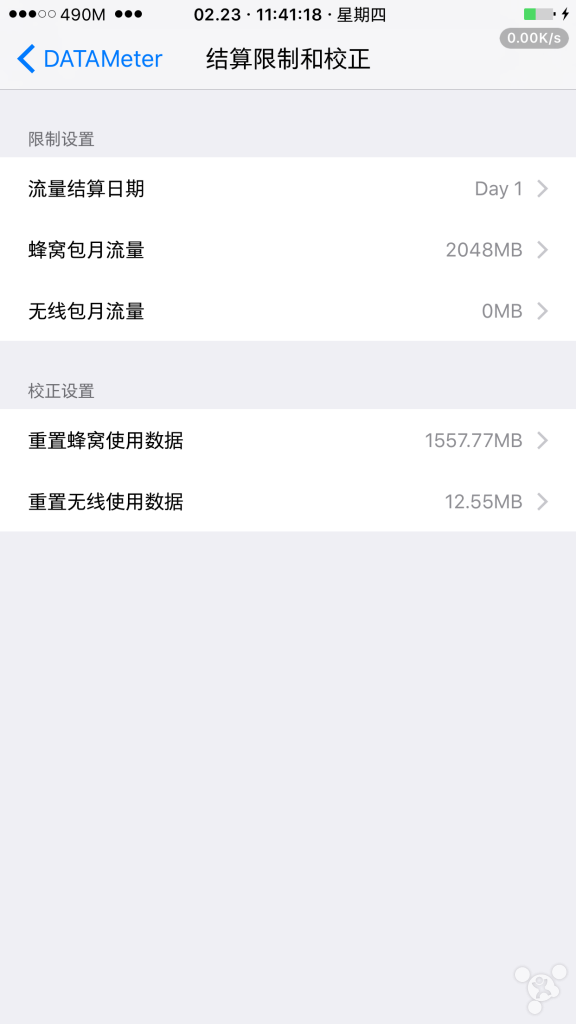 490M 02.23 · 11:41:18 · 星期四
0.00K/s
DATAMeter 结算限制和校正
限制设置
流量结算日期 Day 1
蜂窝包月流量 2048MB
无线包月流量 0MB
校正设置
重置蜂窝使用数据 1557.77MB
重置无线使用数据 12.55MB